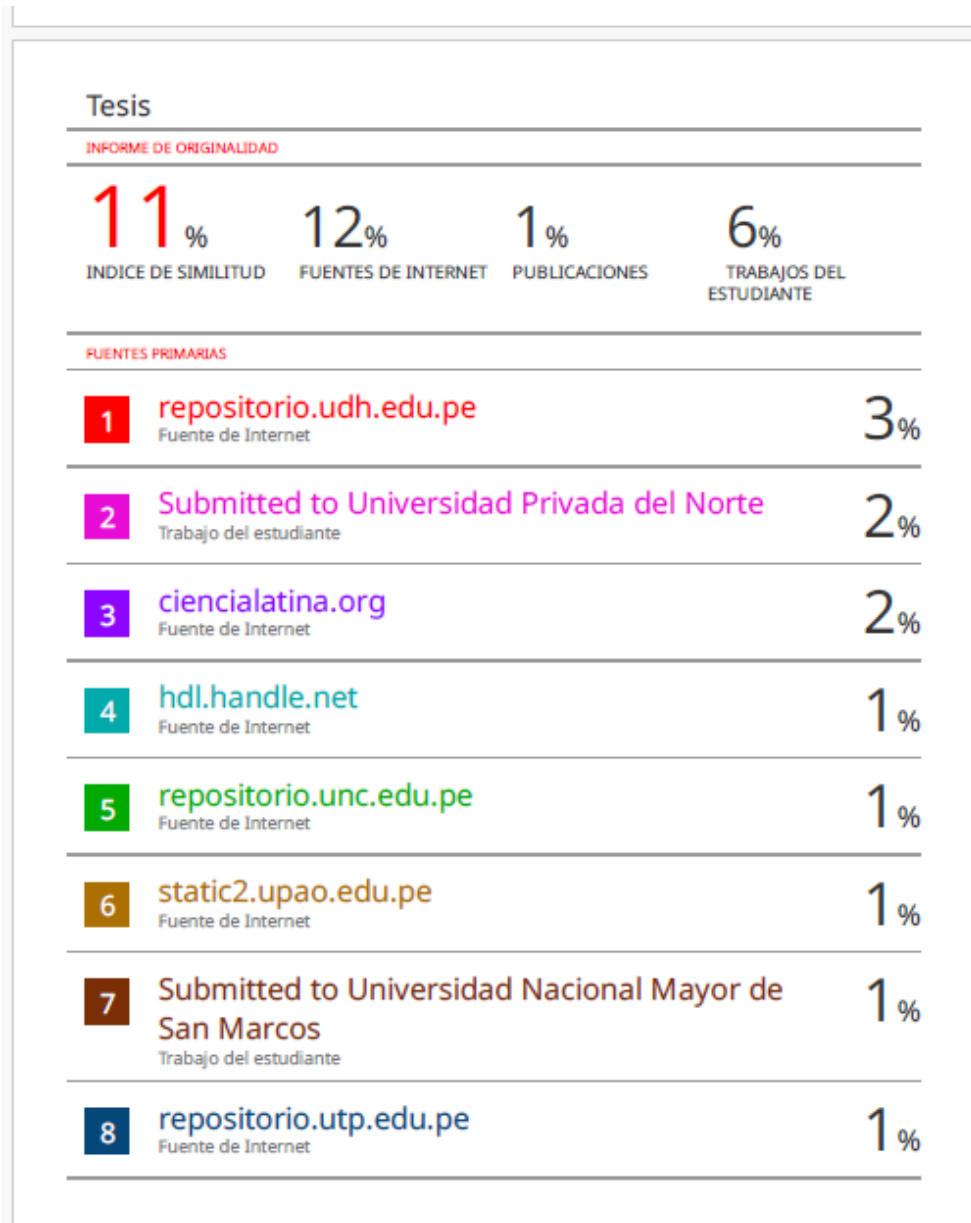 Tesis
INFORME DE ORIGINALIDAD
11% 12% 1% 6%
INDICE DE SIMILITUD FUENTES DE INTERNET PUBLICACIONES TRABAJOS DEL
ESTUDIANTE
FUENTES PRIMARIAS
1 repositorio.udh.edu.pe 3%
Fuente de Internet
2 Submitted to Universidad Privada del Norte 2%
Trabajo del estudiante
3 ciencialatina.org 2%
Fuente de Internet
4 hdl.handle.net 1%
Fuente de Internet
5 repositorio.unc.edu.pe 1%
Fuente de Internet
6 static2.upao.edu.pe 1%
Fuente de Internet
7 Submitted to Universidad Nacional Mayor de 1%
San Marcos
Trabajo del estudiante
8 repositorio.utp.edu.pe 1%
Fuente de Internet